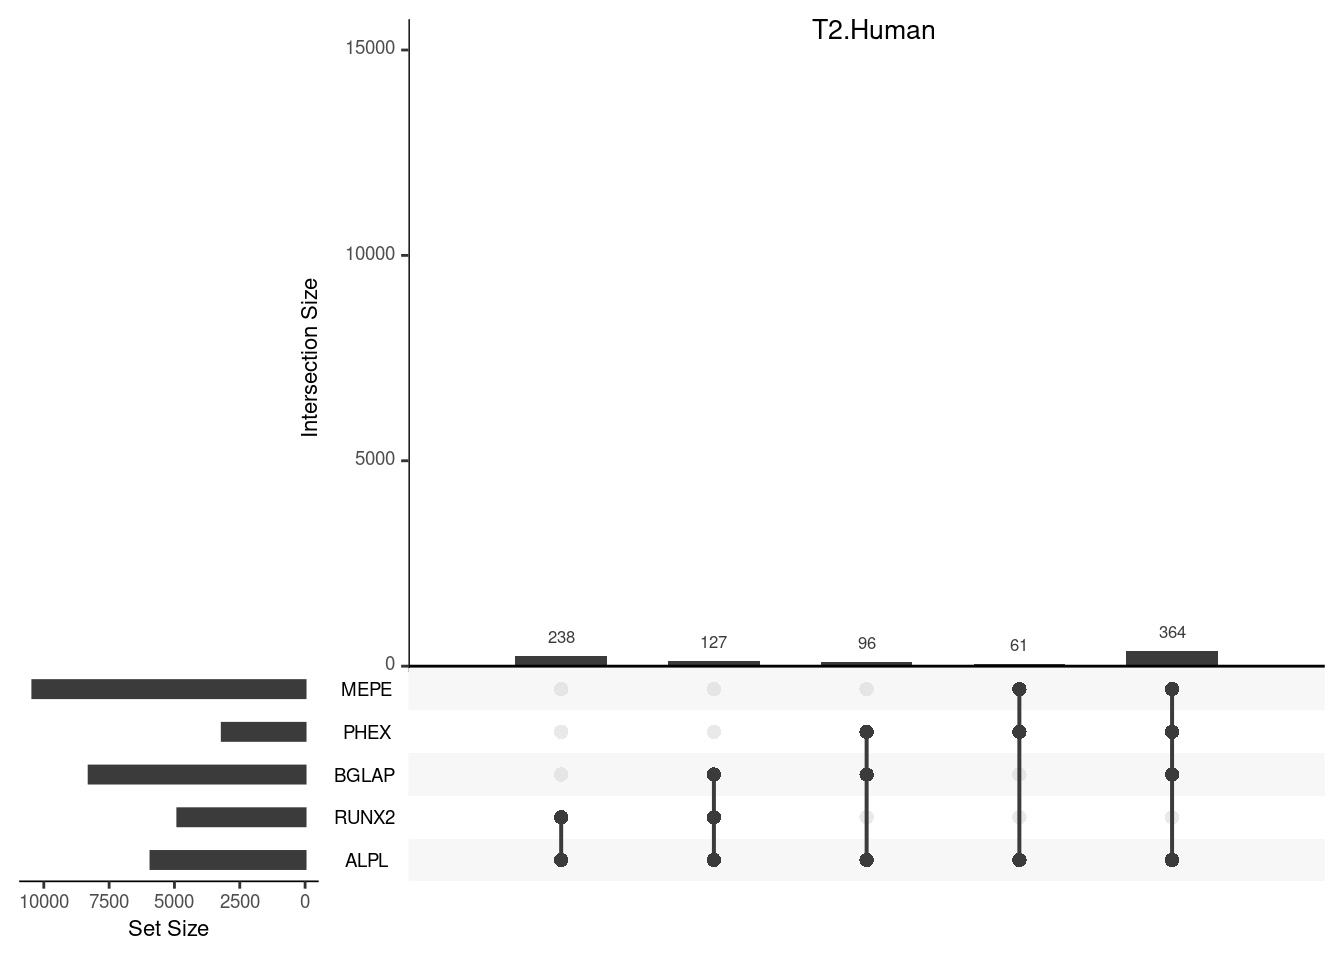 T2.Human
15000
10000
5000
0
Intersection Size
238
127
96
61
364
MEPE
PHEX
BGLAP
RUNX2
ALPL
10000 7500 5000 2500 0
Set Size